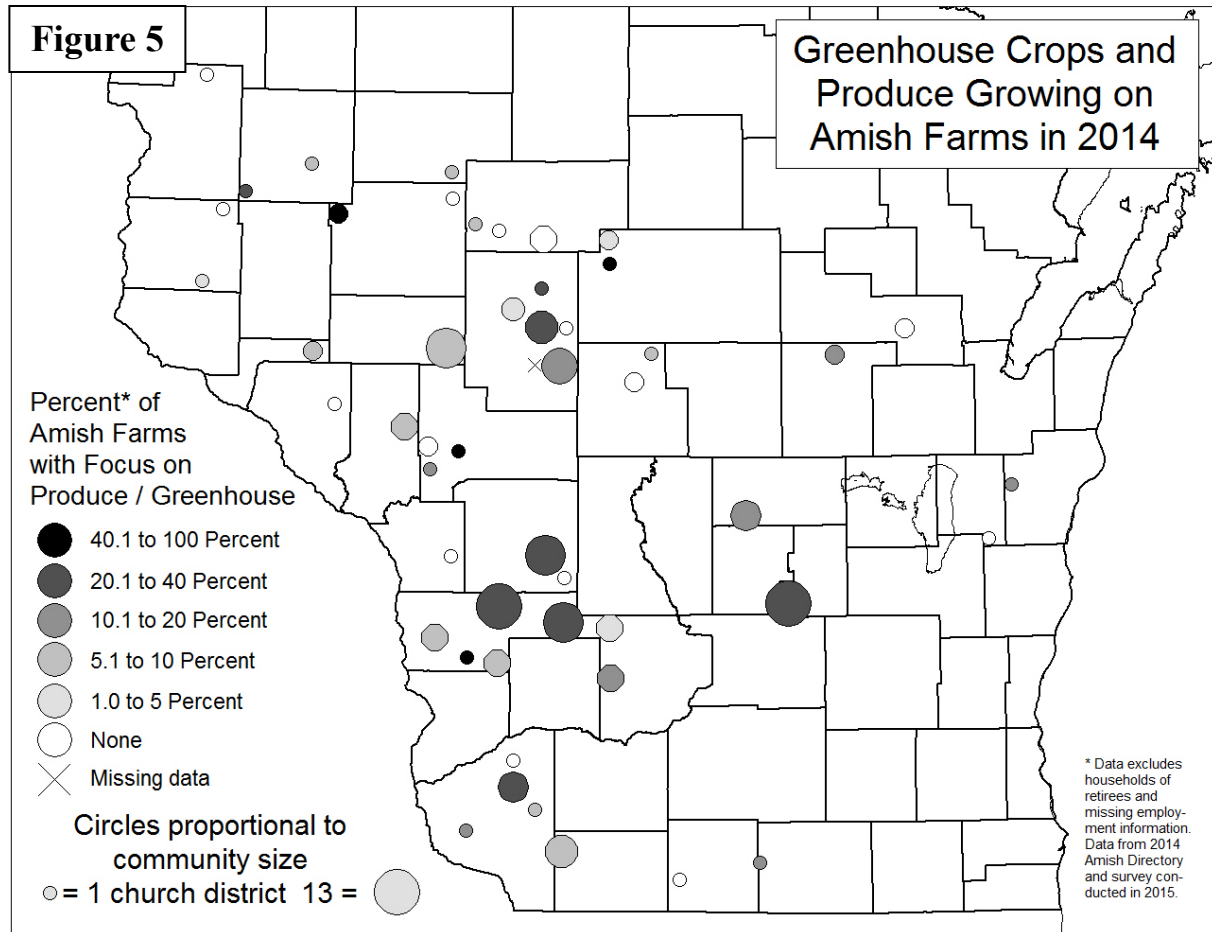 Figure 5
Greenhouse Crops and
Produce Growing on
Amish Farms in 2014
Percent* of
Amish Farms
with Focus on
Produce / Greenhouse
40.1 to 100 Percent
20.1 to 40 Percent
10.1 to 20 Percent
5.1 to 10 Percent
1.0 to 5 Percent
None
Missing data
Circles proportional to
community size
= 1 church district 13 =
* Data excludes
households of
retirees and
missing employ-
ment information.
Data from 2014
Amish Directory
and survey con-
ducted in 2015.